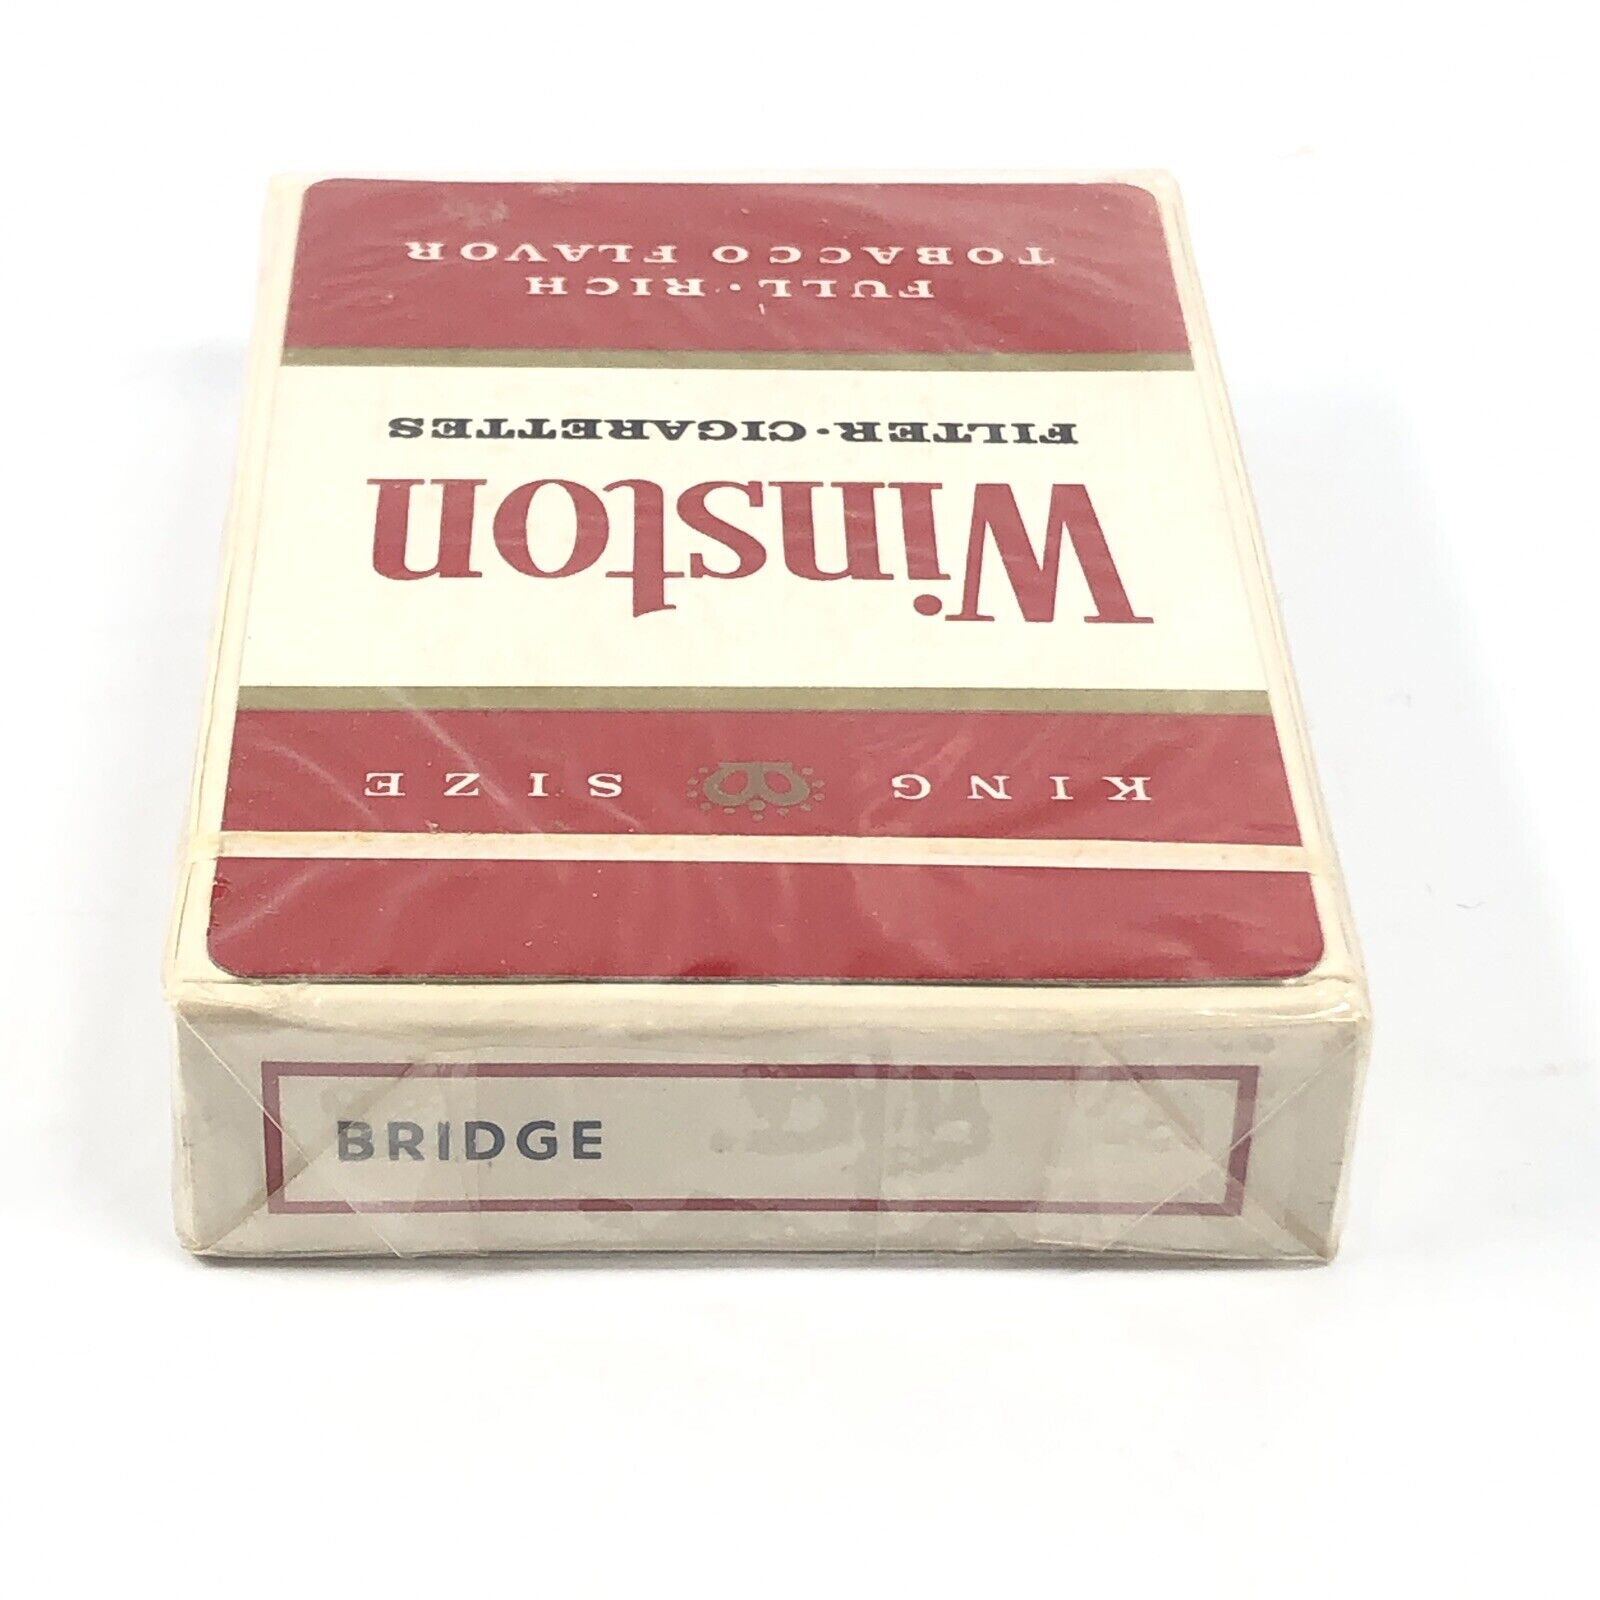 FULL·RICH
TOBACCO FLAVOR
FILTER·CIGARETTES
Winston
KING SIZE
BRIDGE